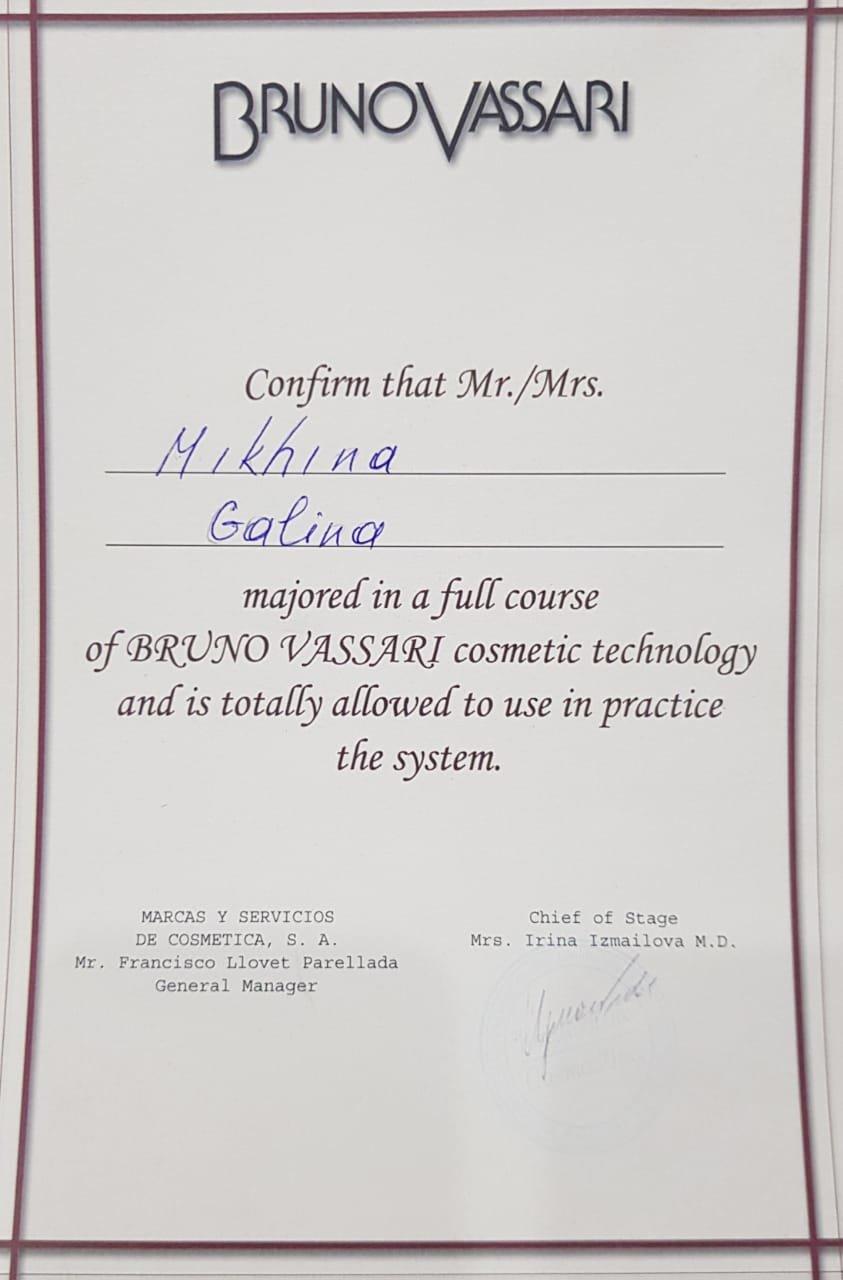 BRUNO VASSARI
Confirm that Mr./Mrs.
Mikhina
Galina
majored in a full course
of BRUNO VASSARI cosmetic technology
and is totally allowed to use in practice
the system.
MARCAS Y SERVICIOS
DE COSMETICA, S. A.
Mr. Francisco Llovet Parellada
General Manager
Chief of Stage
Mrs. Irina Izmailova M.D.